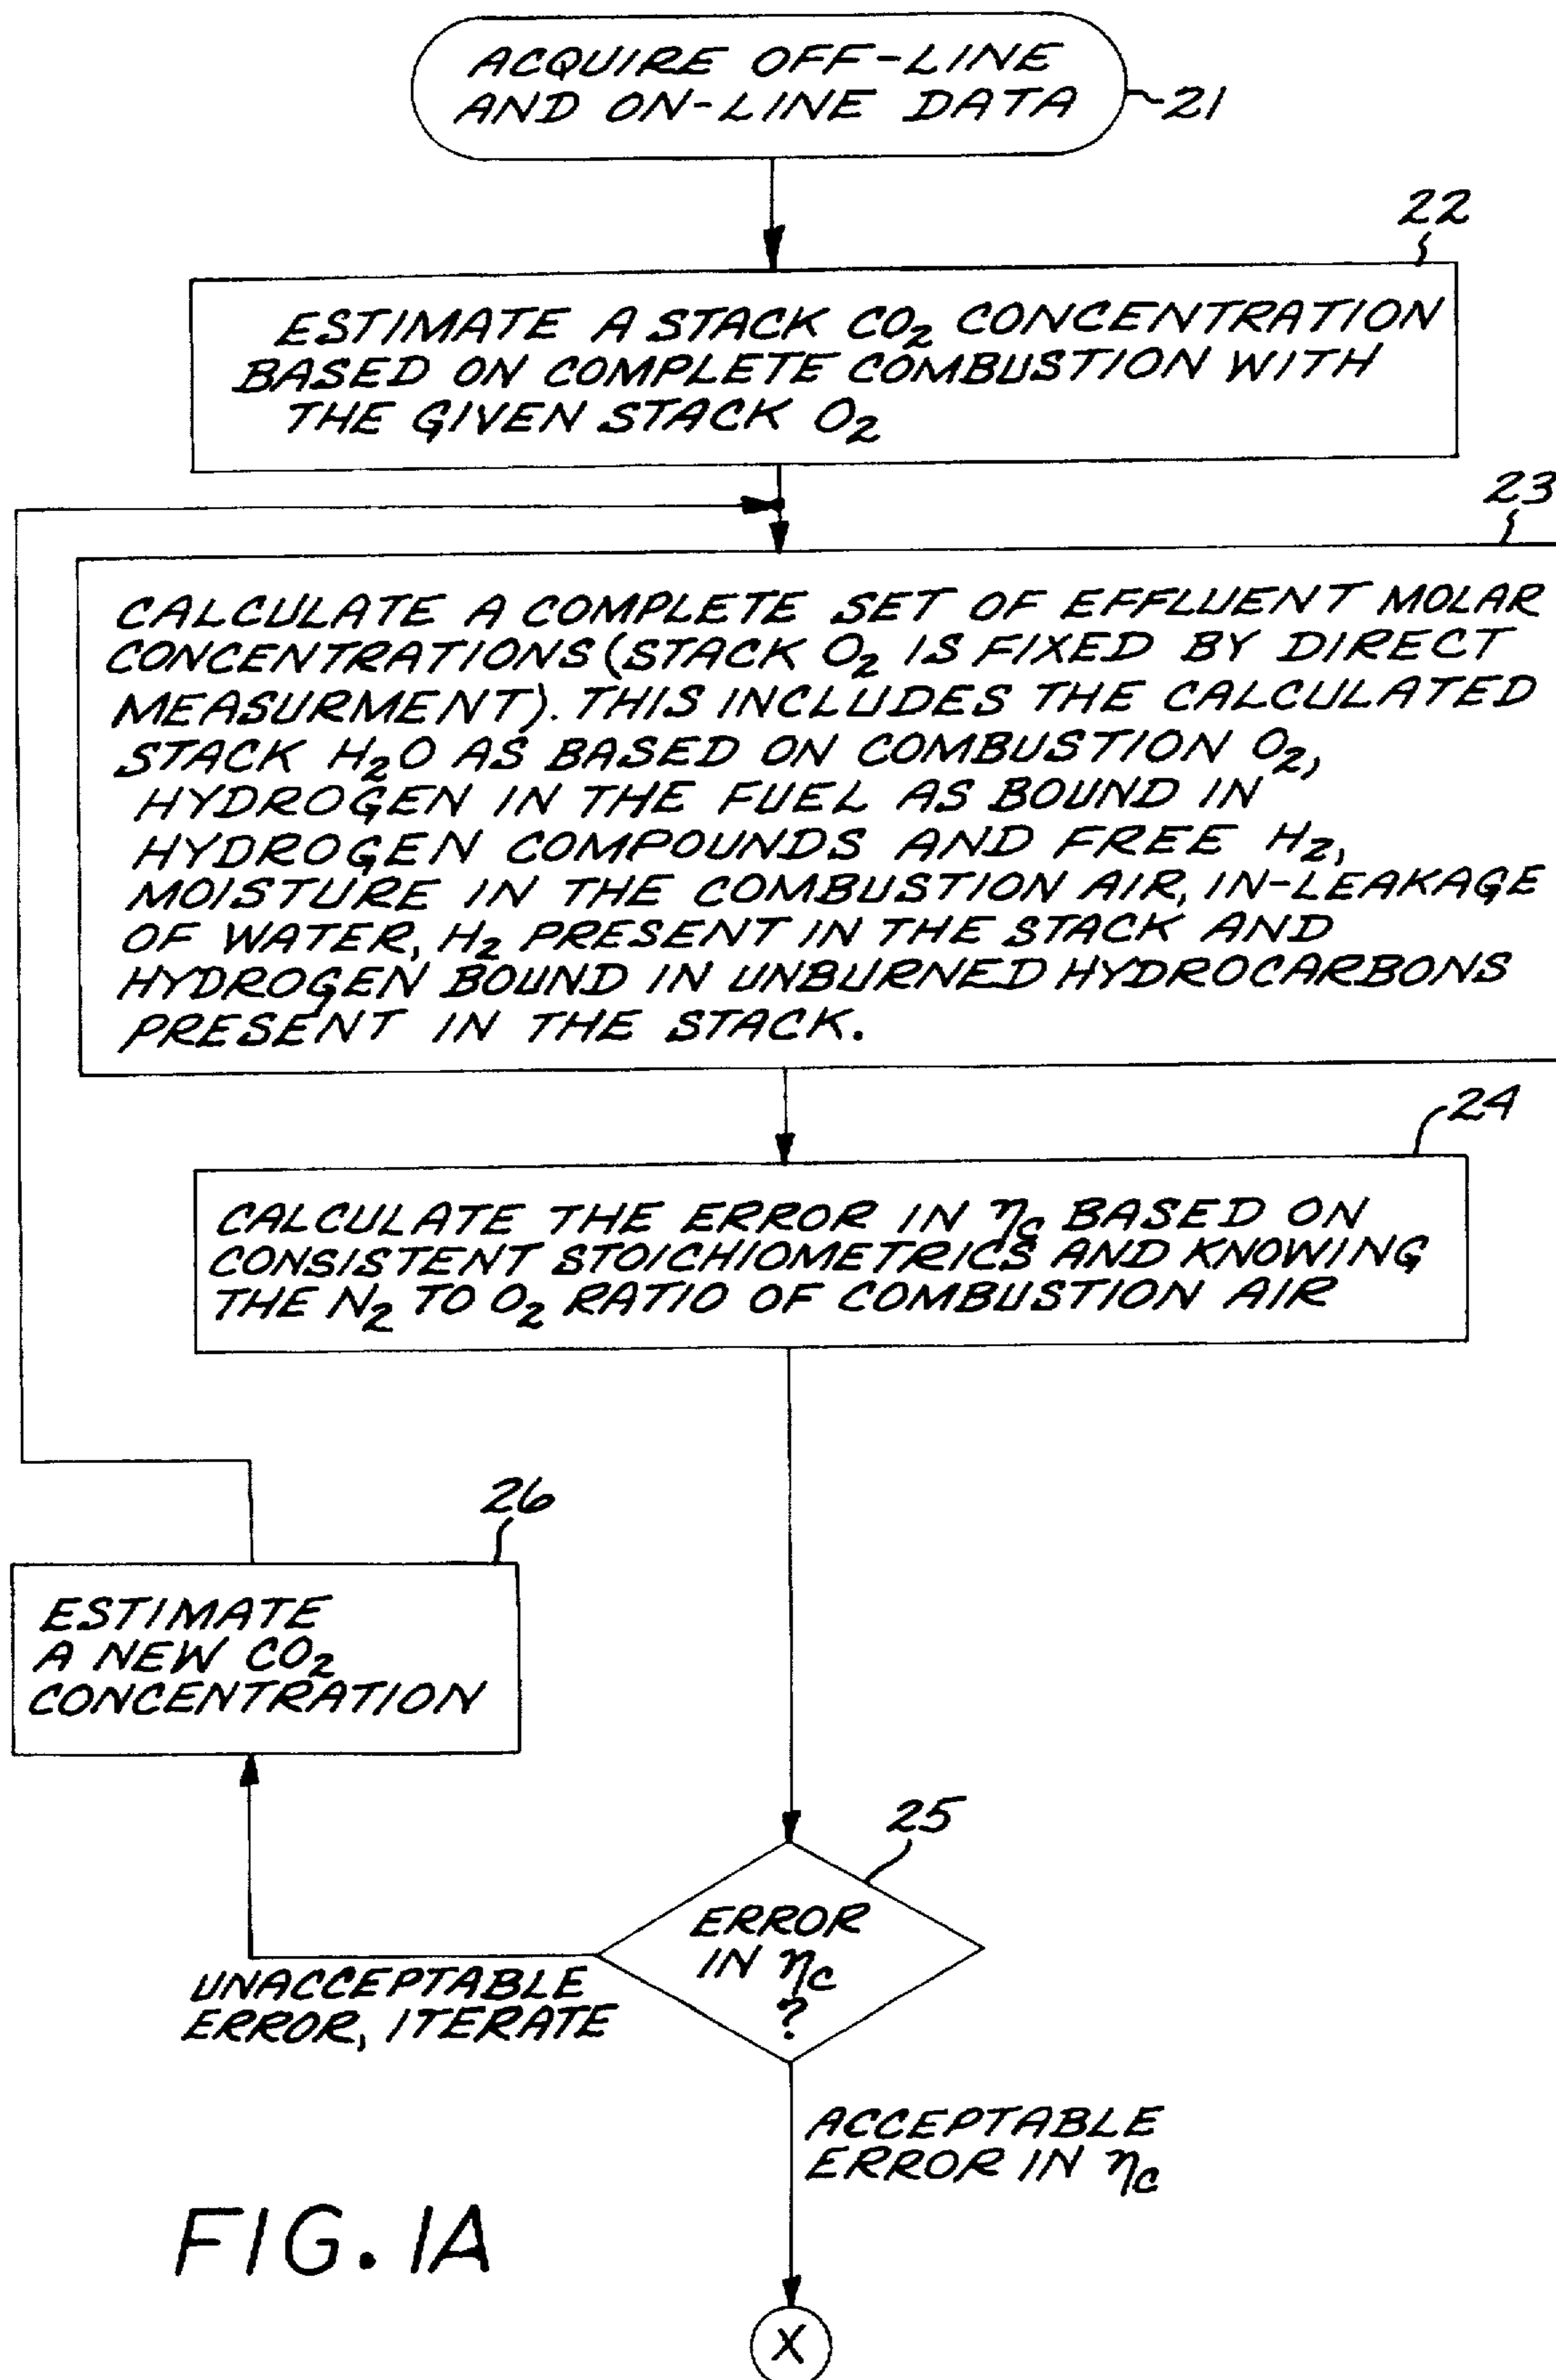 ACQUIRE OFF-LINE
AND ON-LINE DATA
21
22
ESTIMATE A STACK CO₂ CONCENTRATION
BASED ON COMPLETE COMBUSTION WITH
THE GIVEN STACK O₂
23
CALCULATE A COMPLETE SET OF EFFLUENT MOLAR
CONCENTRATIONS (STACK O₂ IS FIXED BY DIRECT
MEASURMENT). THIS INCLUDES THE CALCULATED
STACK H₂O AS BASED ON COMBUSTION O₂,
HYDROGEN IN THE FUEL AS BOUND IN
HYDROGEN COMPOUNDS AND FREE H₂,
MOISTURE IN THE COMBUSTION AIR, IN-LEAKAGE
OF WATER, H₂ PRESENT IN THE STACK AND
HYDROGEN BOUND IN UNBURNED HYDROCARBONS
PRESENT IN THE STACK.
24
CALCULATE THE ERROR IN η_C BASED ON
CONSISTENT STOICHIOMETRICS AND KNOWING
THE N₂ TO O₂ RATIO OF COMBUSTION AIR
26
ESTIMATE
A NEW CO₂
CONCENTRATION
25
ERROR
IN η_C
?
UNACCEPTABLE
ERROR, ITERATE
ACCEPTABLE
ERROR IN η_C
FIG. 1A
X